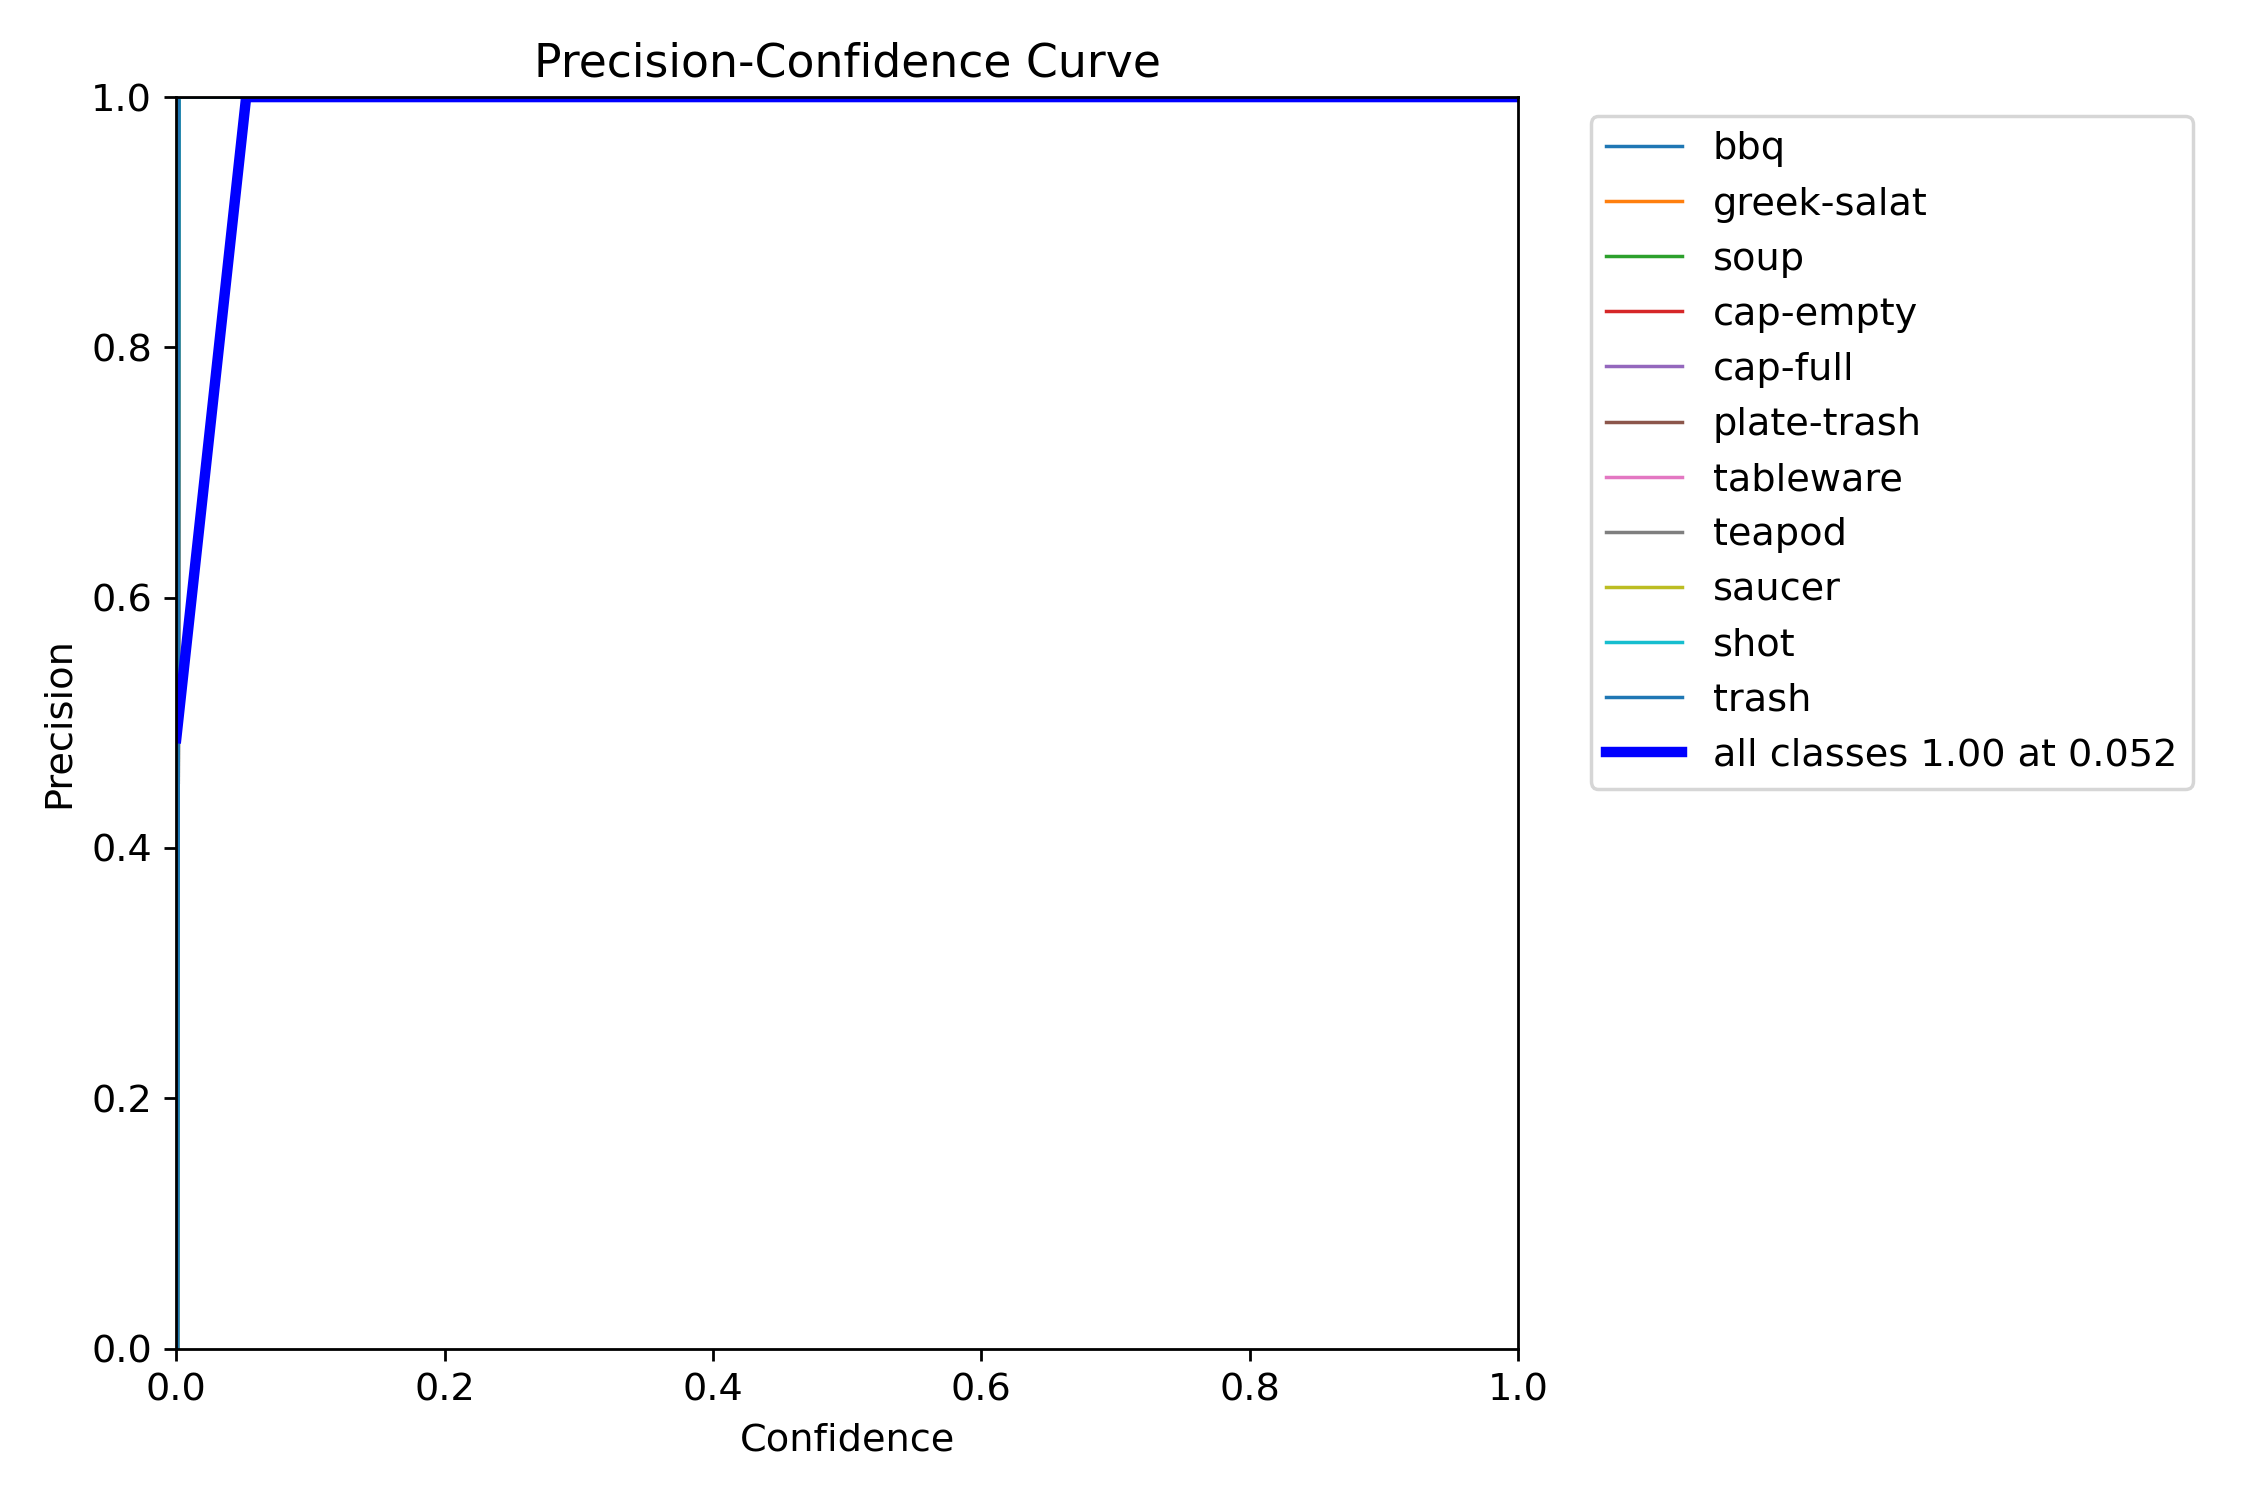 Precision-Confidence Curve
1.0
0.8
0.6
0.4
0.2
0.0
Precision
0.0 0.2 0.4 0.6 0.8 1.0
Confidence
bbq
greek-salat
soup
cap-empty
cap-full
plate-trash
tableware
teapod
saucer
shot
trash
all classes 1.00 at 0.052